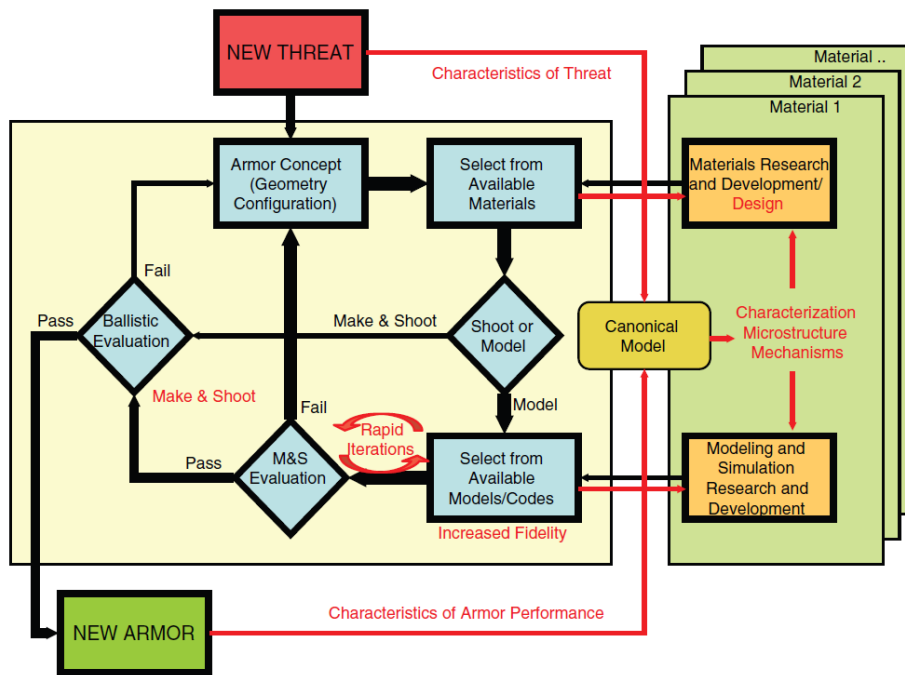 NEW THREAT
Characteristics of Threat
Material ..
Material 2
Material 1
Armor Concept
(Geometry
Configuration)
Select from
Available
Materials
Materials Research
and Development/
Design
Fail
Pass
Ballistic
Evaluation
Make & Shoot
Shoot or
Model
Canonical
Model
Characterization
Microstructure
Mechanisms
Make & Shoot
Fail
Model
Rapid
Iterations
Pass
M&S
Evaluation
Select from
Available
Models/Codes
Modeling and
Simulation
Research and
Development
Increased Fidelity
NEW ARMOR
Characteristics of Armor Performance